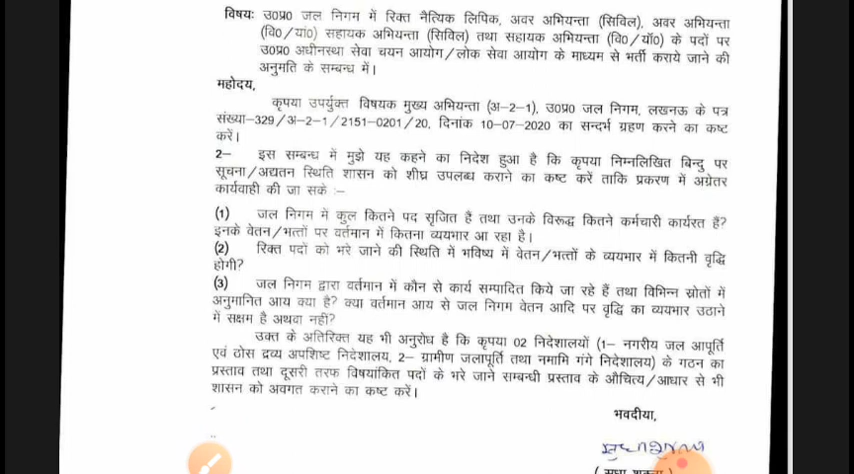 विषयः उ0प्र0 जल निगम में रिक्त नैत्यिक लिपिक, अवर अभियन्ता (सिविल), अवर अभियन्ता
(वि0/यां0) सहायक अभियन्ता (सिविल) तथा सहायक अभियन्ता (वि0/यॉ0) के पदों पर
उ0प्र0 अधीनस्था सेवा चयन आयोग/लोक सेवा आयोग के माध्यम से भर्ती कराये जाने की
अनुमति के सम्बन्ध में।
महोदय,
कृपया उपर्युक्त विषयक मुख्य अभियन्ता (अ-2-1), उ0प्र0 जल निगम, लखनऊ के पत्र
संख्या-329/अ-2-1/2151-0201/20, दिनांक 10-07-2020 का सन्दर्भ ग्रहण करने का कष्ट
करें।
2- इस सम्बन्ध में मुझे यह कहने का निदेश हुआ है कि कृपया निम्नलिखित बिन्दु पर
सूचना/अद्यतन स्थिति शासन को शीघ्र उपलब्ध कराने का कष्ट करें ताकि प्रकरण में अग्रेतर
कार्यवाही की जा सके :-
(1) जल निगम में कुल कितने पद सृजित हैं तथा उनके विरूद्ध कितने कर्मचारी कार्यरत हैं?
इनके वेतन/भत्तों पर वर्तमान में कितना व्ययभार आ रहा है।
(2) रिक्त पदों को भरे जाने की स्थिति में भविष्य में वेतन/भत्तों के व्ययभार में कितनी वृद्धि
होगी?
(3) जल निगम द्वारा वर्तमान में कौन से कार्य सम्पादित किये जा रहे हैं तथा विभिन्न स्रोतों में
अनुमानित आय क्या है? क्या वर्तमान आय से जल निगम वेतन आदि पर वृद्धि का व्ययभार उठाने
में सक्षम है अथवा नहीं?
उक्त के अतिरिक्त यह भी अनुरोध है कि कृपया 02 निदेशालयों (1- नगरीय जल आपूर्ति
एवं ठोस द्रव्य अपशिष्ट निदेशालय, 2- ग्रामीण जलापूर्ति तथा नमामि गंगे निदेशालय) के गठन का
प्रस्ताव तथा दूसरी तरफ विषयांकित पदों के भरे जाने सम्बन्धी प्रस्ताव के औचित्य/आधार से भी
शासन को अवगत कराने का कष्ट करें।
भवदीया,